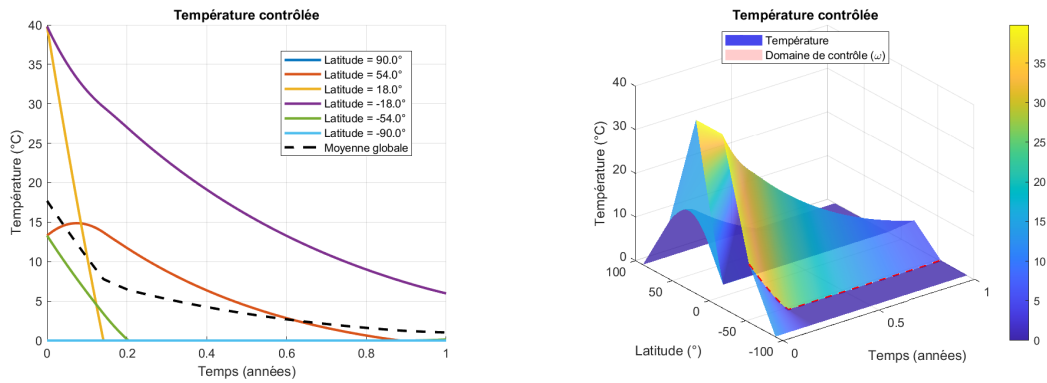 Température contrôlée
40
35
30
25
20
15
10
5
0
Température (°C)
Latitude = 90.0°
Latitude = 54.0°
Latitude = 18.0°
Latitude = -18.0°
Latitude = -54.0°
Latitude = -90.0°
Moyenne globale
0
0.2
0.4
0.6
0.8
1
Temps (années)
Température contrôlée
Température
Domaine de contrôle (ω)
40
30
20
10
0
Température (°C)
100
50
0
-50
-100
Latitude (°)
0
0.5
1
Temps (années)
35
30
25
20
15
10
5
0